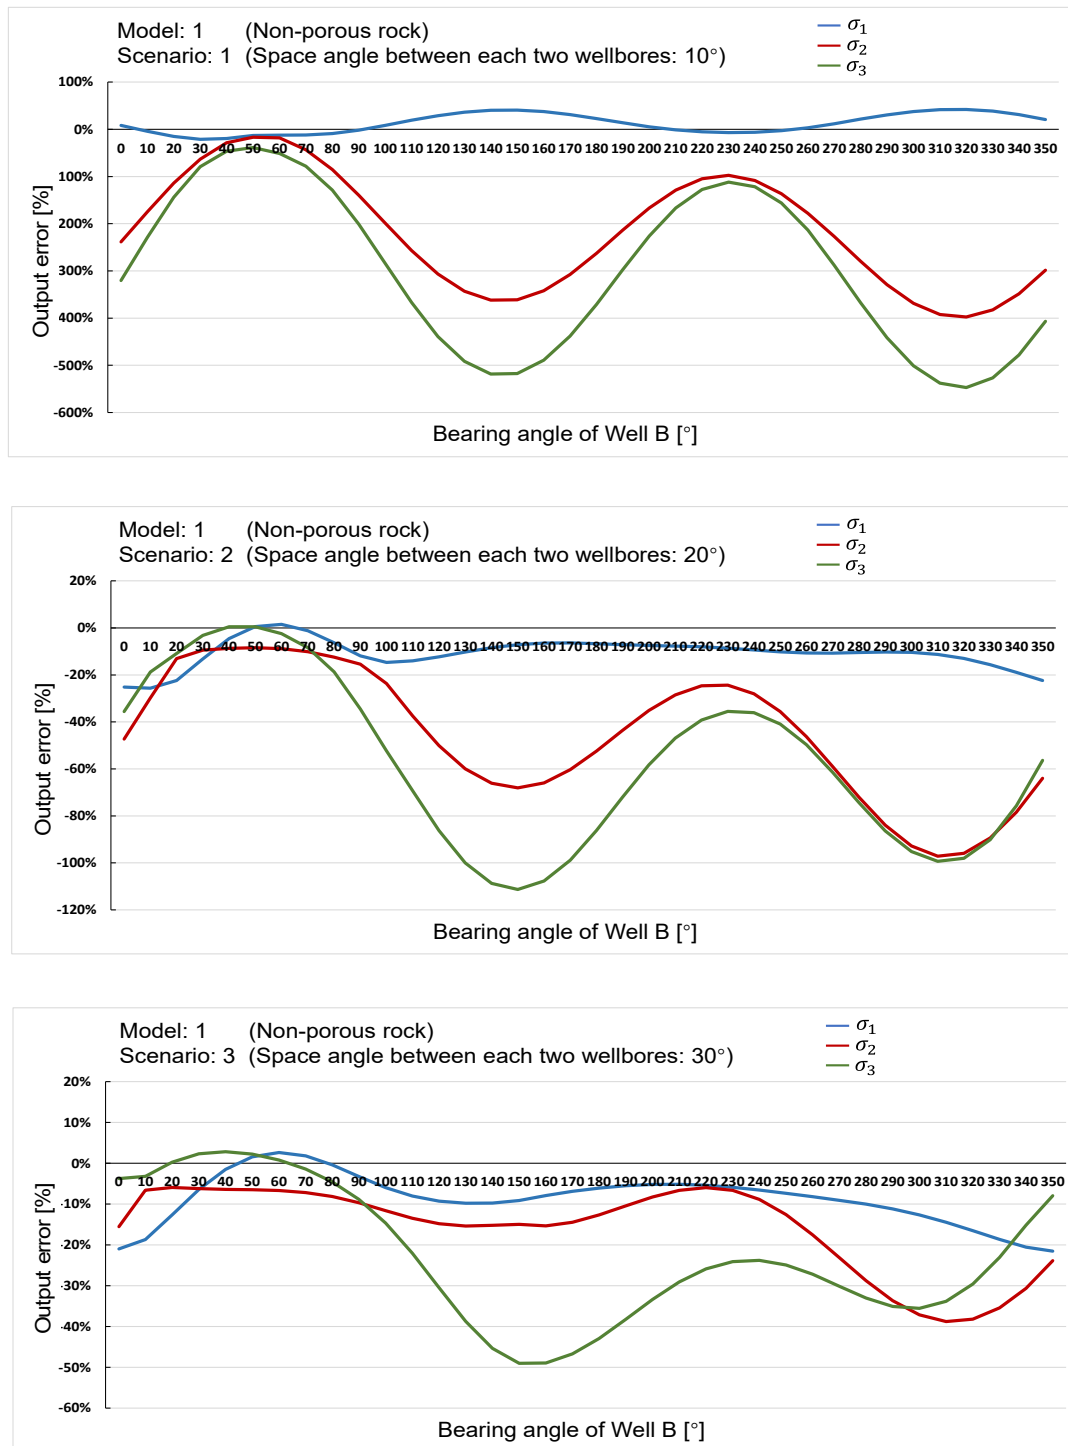 Model: 1 (Non-porous rock)
Scenario: 1 (Space angle between each two wellbores: 10°)
σ1
σ2
σ3
100%
0%
100%
200%
300%
400%
-500%
-600%
0 10 20 30 40 50 60 70 80 90 100 110 120 130 140 150 160 170 180 190 200 210 220 230 240 250 260 270 280 290 300 310 320 330 340 350
Output error [%]
Bearing angle of Well B [°]
Model: 1 (Non-porous rock)
Scenario: 2 (Space angle between each two wellbores: 20°)
σ1
σ2
σ3
20%
0%
-20%
-40%
-60%
-80%
-100%
-120%
0 10 20 30 40 50 60 70 80 90 100 110 120 130 140 150 160 170 180 190 200 210 220 230 240 250 260 270 280 290 300 310 320 330 340 350
Output error [%]
Bearing angle of Well B [°]
Model: 1 (Non-porous rock)
Scenario: 3 (Space angle between each two wellbores: 30°)
σ1
σ2
σ3
20%
10%
0%
-10%
-20%
-30%
-40%
-50%
-60%
0 10 20 30 40 50 60 70 80 90 100 110 120 130 140 150 160 170 180 190 200 210 220 230 240 250 260 270 280 290 300 310 320 330 340 350
Output error [%]
Bearing angle of Well B [°]